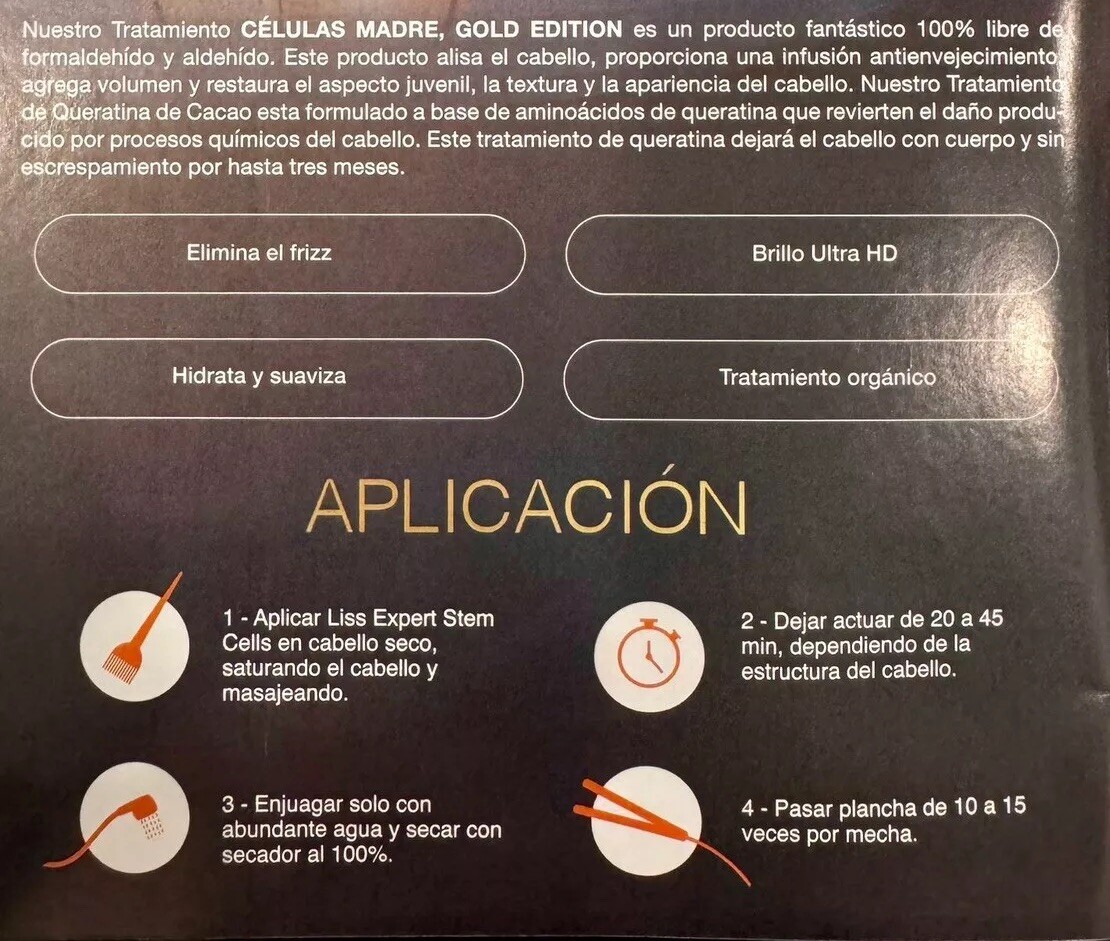 Nuestro Tratamiento CÉLULAS MADRE, GOLD EDITION es un producto fantástico 100% libre de
formaldehído y aldehído. Este producto alisa el cabello, proporciona una infusión antienvejecimiento,
agrega volumen y restaura el aspecto juvenil, la textura y la apariencia del cabello. Nuestro Tratamiento
de Queratina de Cacao esta formulado a base de aminoácidos de queratina que revierten el daño produ-
cido por procesos químicos del cabello. Este tratamiento de queratina dejará el cabello con cuerpo y sin
escrespamiento por hasta tres meses.
Elimina el frizz
Brillo Ultra HD
Hidrata y suaviza
Tratamiento orgánico
APLICACIÓN
1 - Aplicar Liss Expert Stem
Cells en cabello seco,
saturando el cabello y
masajeando.
2 - Dejar actuar de 20 a 45
min, dependiendo de la
estructura del cabello.
3 - Enjuagar solo con
abundante agua y secar con
secador al 100%.
4 - Pasar plancha de 10 a 15
veces por mecha.